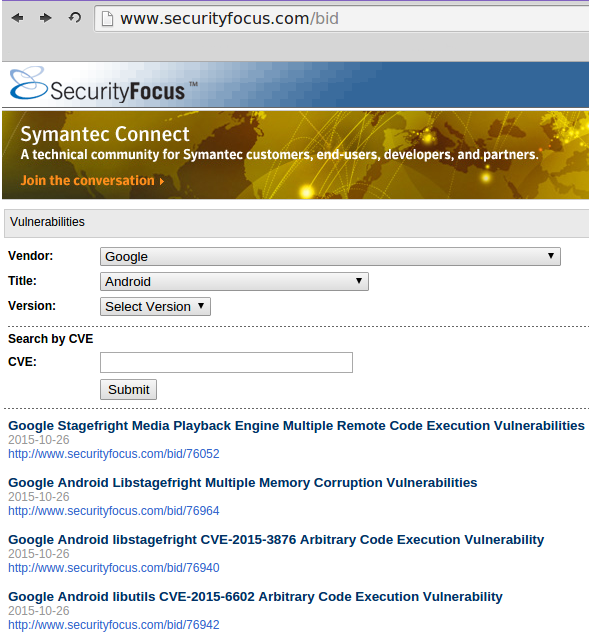 www.securityfocus.com/bid
SecurityFocus™
Symantec Connect
A technical community for Symantec customers, end-users, developers, and partners.
Join the conversation
Vulnerabilities
Vendor: Google
Title: Android
Version: Select Version
Search by CVE
CVE:
Submit
Google Stagefright Media Playback Engine Multiple Remote Code Execution Vulnerabilities
2015-10-26
http://www.securityfocus.com/bid/76052
Google Android Libstagefright Multiple Memory Corruption Vulnerabilities
2015-10-26
http://www.securityfocus.com/bid/76964
Google Android libstagefright CVE-2015-3876 Arbitrary Code Execution Vulnerability
2015-10-26
http://www.securityfocus.com/bid/76940
Google Android libutils CVE-2015-6602 Arbitrary Code Execution Vulnerability
2015-10-26
http://www.securityfocus.com/bid/76942